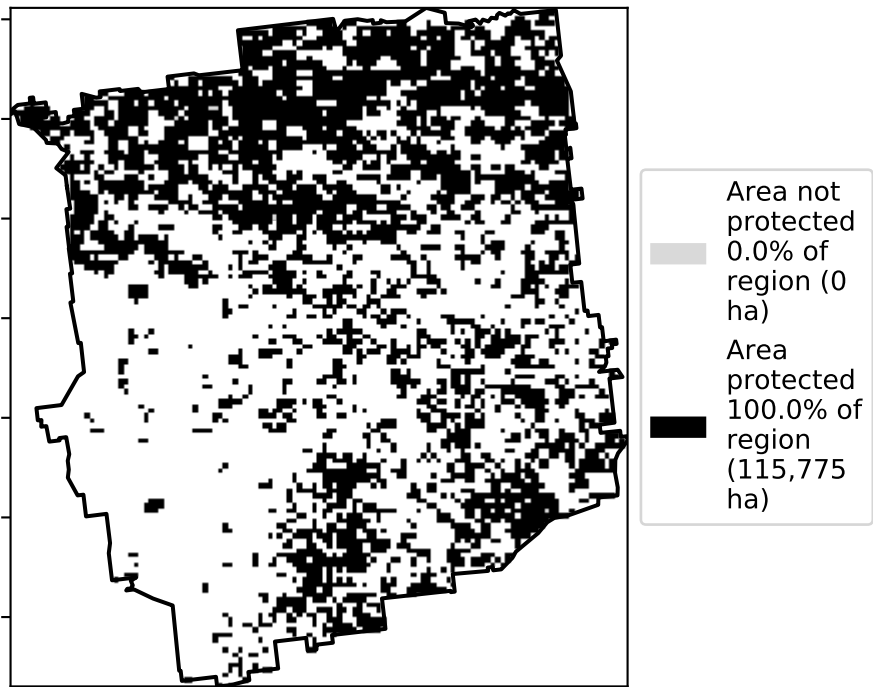 Area not
protected
0.0% of
region (0
ha)
Area
protected
100.0% of
region
(115,775
ha)